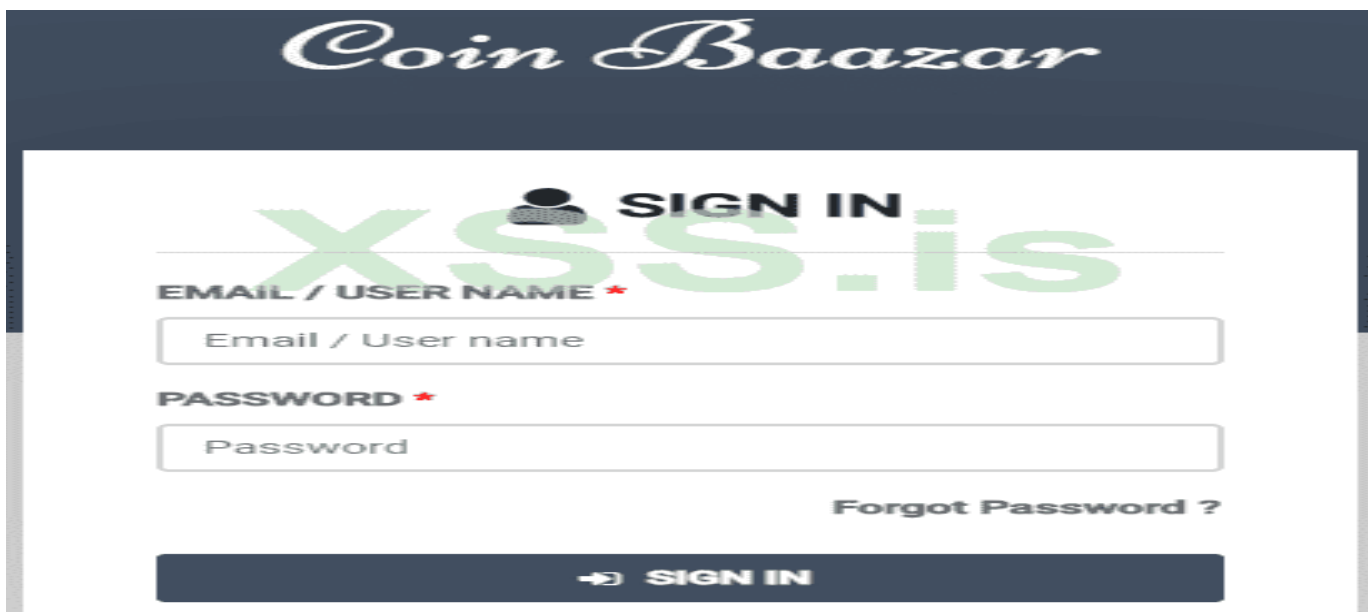 Coin Baazar
SIGN IN
XSS.is
EMAIL / USER NAME *
Email / User name
PASSWORD *
Password
Forgot Password ?
SIGN IN